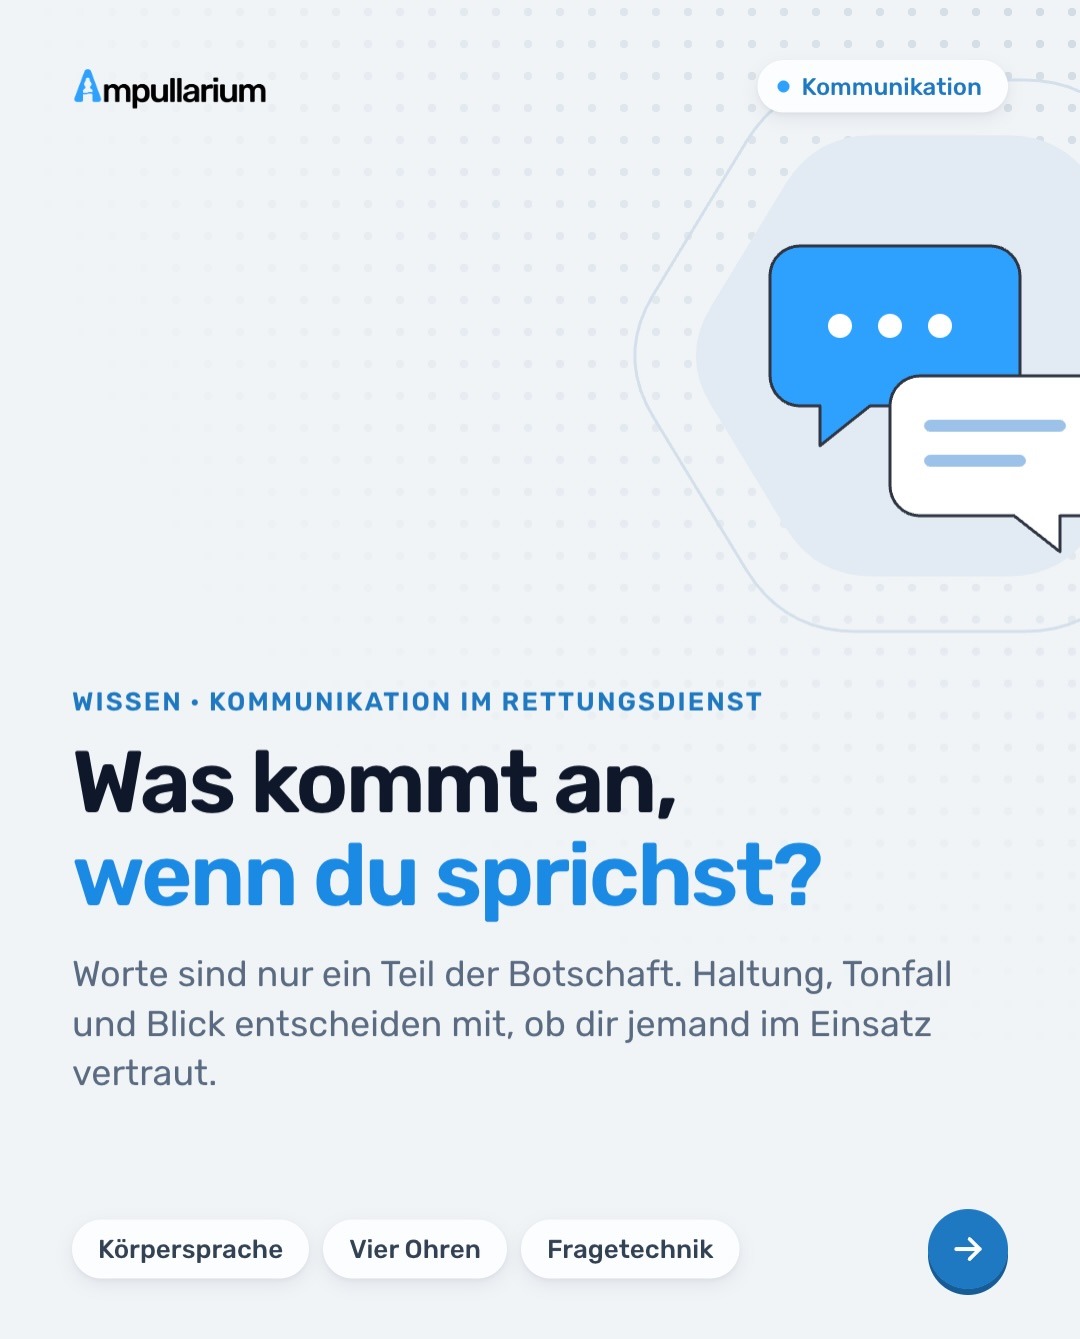 Ampullarium
Kommunikation
WISSEN · KOMMUNIKATION IM RETTUNGSDIENST
Was kommt an,
wenn du sprichst?
Worte sind nur ein Teil der Botschaft. Haltung, Tonfall
und Blick entscheiden mit, ob dir jemand im Einsatz
vertraut.
Körpersprache
Vier Ohren
Fragetechnik